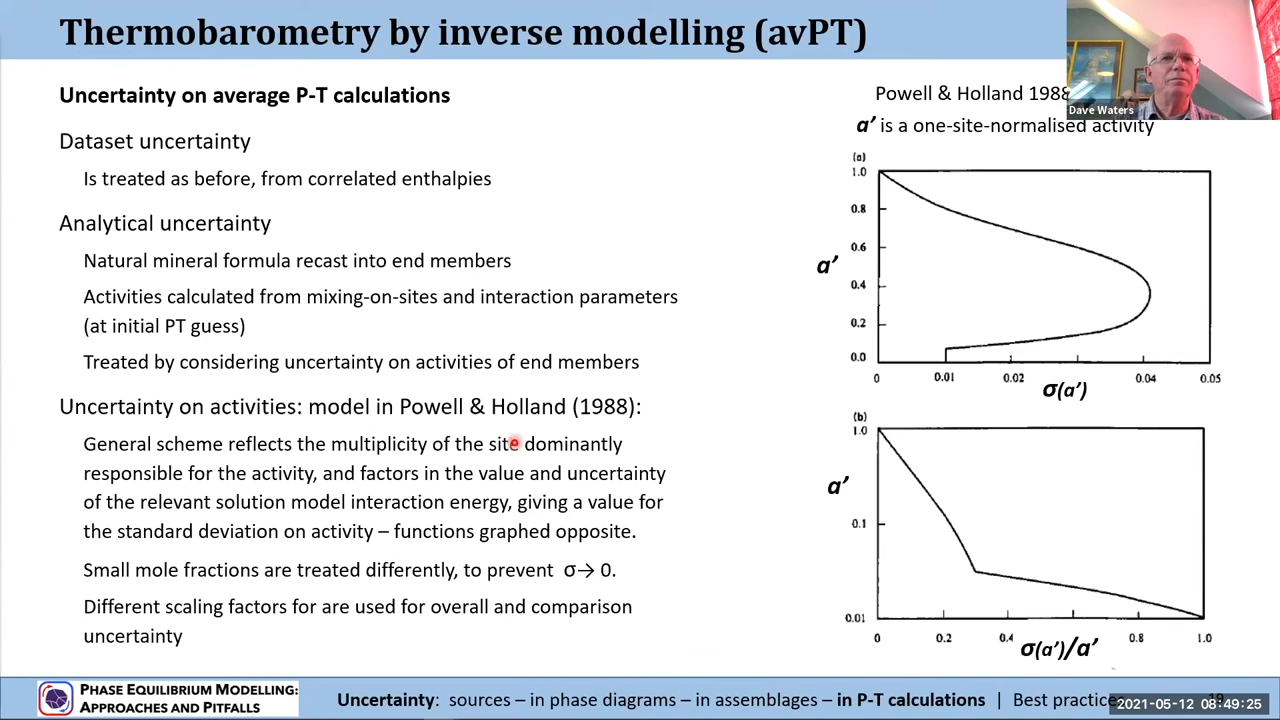 Thermobarometry by inverse modelling (avPT)
Uncertainty on average P-T calculations
Dataset uncertainty
Is treated as before, from correlated enthalpies
Analytical uncertainty
Natural mineral formula recast into end members
Activities calculated from mixing-on-sites and interaction parameters
(at initial PT guess)
Treated by considering uncertainty on activities of end members
Uncertainty on activities: model in Powell & Holland (1988):
General scheme reflects the multiplicity of the site dominantly
responsible for the activity, and factors in the value and uncertainty
of the relevant solution model interaction energy, giving a value for
the standard deviation on activity – functions graphed opposite.
Small mole fractions are treated differently, to prevent σ→ 0.
Different scaling factors for are used for overall and comparison
uncertainty
Powell & Holland 1988
Dave Waters
a’ is a one-site-normalised activity
(a)
1.0
0.8
0.6
a’
0.4
0.2
0.0
0 0.01 0.02 0.04 0.05
σ(a’)
(b)
1.0
a’
0.1
0.01
0 0.2 0.4 0.8 1.0
σ(a’)/a’
PHASE EQUILIBRIUM MODELLING:
APPROACHES AND PITFALLS
Uncertainty: sources – in phase diagrams – in assemblages – in P-T calculations | Best practice
2021-05-12 08:49:25